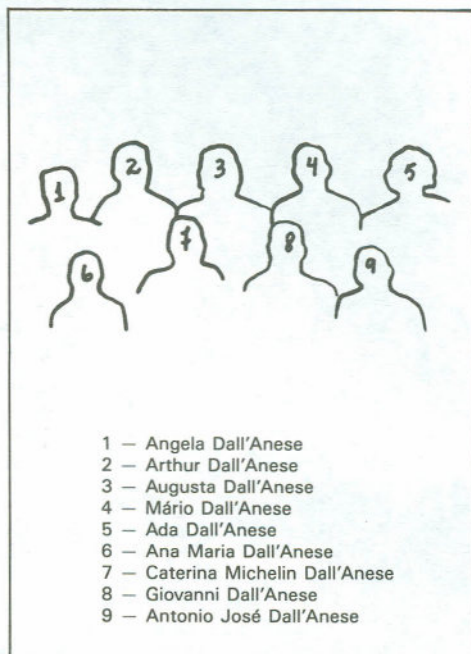 1
2
3
4
5
6
7
8
9
1 — Angela Dall'Anese
2 — Arthur Dall'Anese
3 — Augusta Dall'Anese
4 — Mário Dall'Anese
5 — Ada Dall'Anese
6 — Ana Maria Dall'Anese
7 — Caterina Michelin Dall'Anese
8 — Giovanni Dall'Anese
9 — Antonio José Dall'Anese